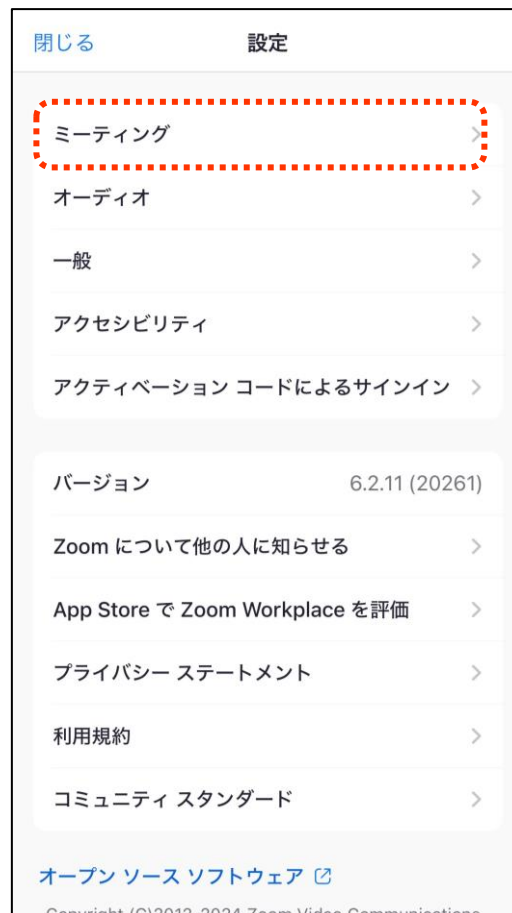 閉じる 設定
ミーティング
オーディオ
一般
アクセシビリティ
アクティベーション コードによるサインイン
バージョン 6.2.11 (20261)
Zoom について他の人に知らせる
App Store で Zoom Workplace を評価
プライバシー ステートメント
利用規約
コミュニティ スタンダード
オープン ソース ソフトウェア
Copyright (C)2012-2024 Zoom Video Communications